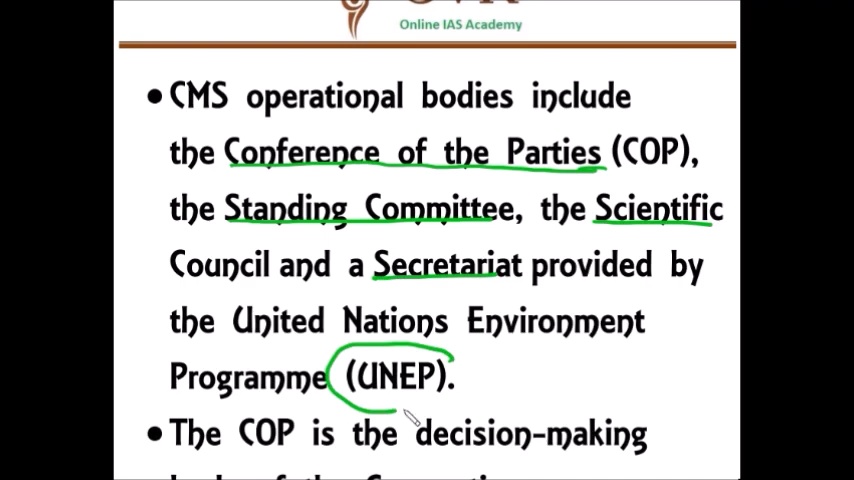 Online IAS Academy
• CMS operational bodies include
the Conference of the Parties (COP),
the Standing Committee, the Scientific
Council and a Secretariat provided by
the United Nations Environment
Programme (UNEP).
• The COP is the decision-making